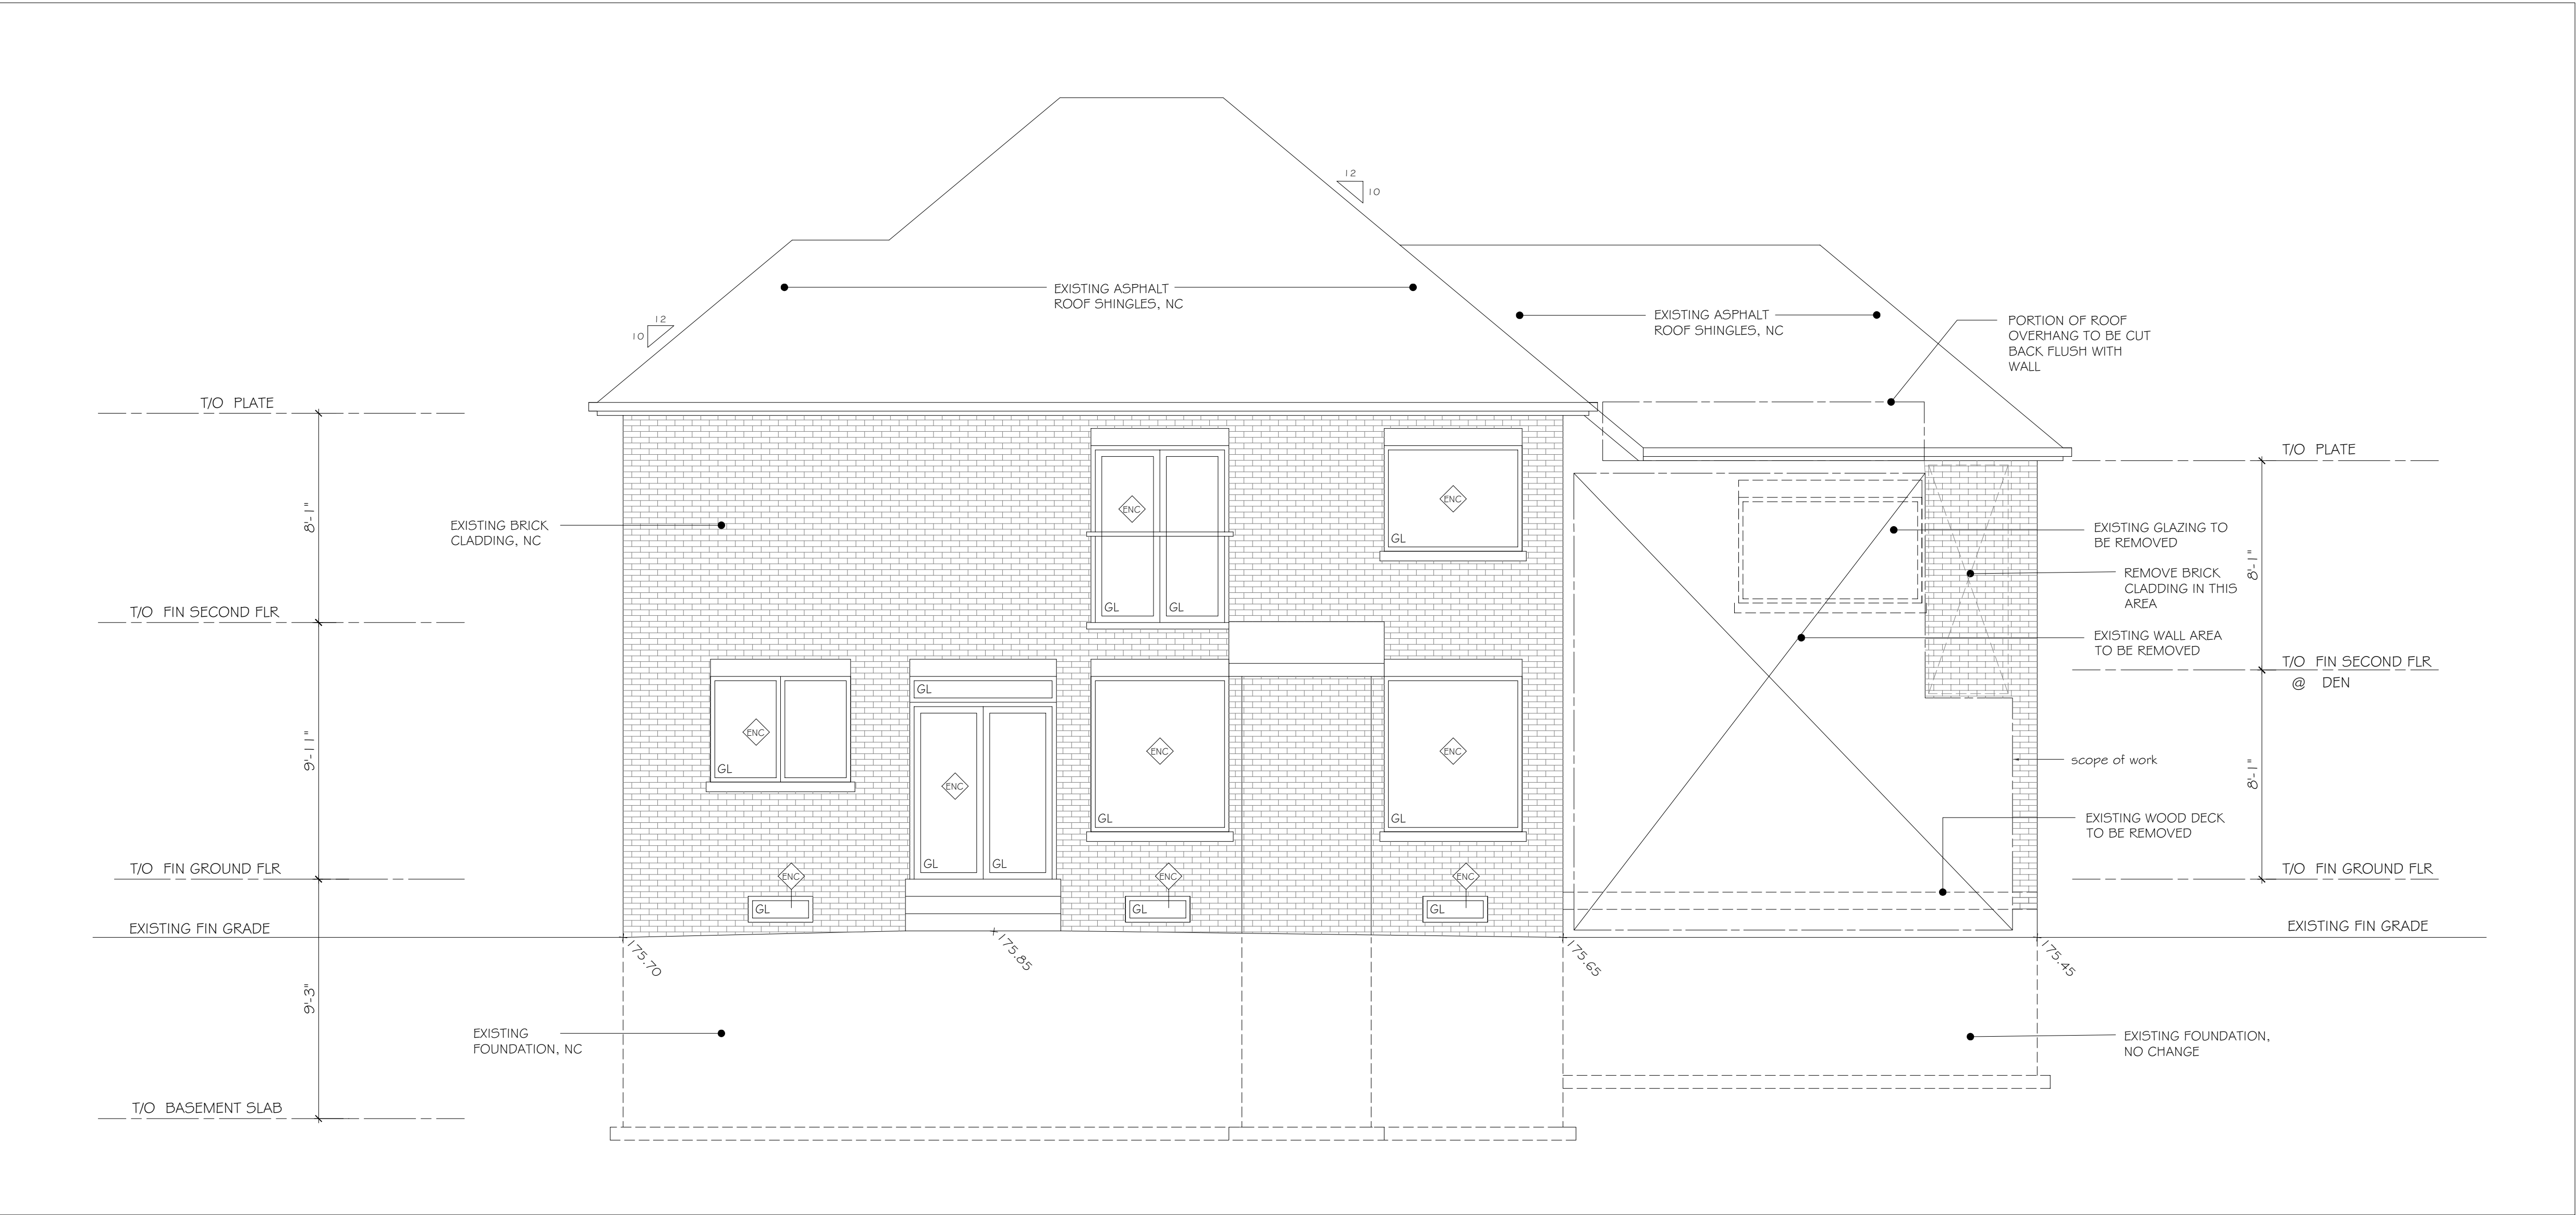 12
10
12
10
EXISTING ASPHALT
ROOF SHINGLES, NC
EXISTING ASPHALT
ROOF SHINGLES, NC
PORTION OF ROOF
OVERHANG TO BE CUT
BACK FLUSH WITH
WALL
T/O PLATE
T/O PLATE
8'-1"
EXISTING BRICK
CLADDING, NC
ENC
GL
GL
ENC
GL
EXISTING GLAZING TO
BE REMOVED
8'-1"
REMOVE BRICK
CLADDING IN THIS
AREA
T/O FIN SECOND FLR
EXISTING WALL AREA
TO BE REMOVED
T/O FIN SECOND FLR
@ DEN
9'-11"
ENC
GL
GL
ENC
GL
GL
ENC
GL
ENC
GL
scope of work
8'-1"
EXISTING WOOD DECK
TO BE REMOVED
T/O FIN GROUND FLR
T/O FIN GROUND FLR
ENC
GL
ENC
GL
ENC
GL
EXISTING FIN GRADE
EXISTING FIN GRADE
175.70
175.85
175.65
175.45
9'-3"
EXISTING
FOUNDATION, NC
EXISTING FOUNDATION,
NO CHANGE
T/O BASEMENT SLAB